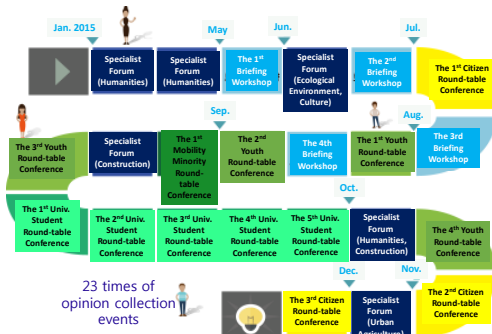 Jan. 2015
May
Jun.
Jul.
Specialist
Forum
(Humanities)
Specialist
Forum
(Humanities)
The 1st
Briefing
Workshop
Specialist
Forum
(Ecological
Environment,
Culture)
The 2nd
Briefing
Workshop
The 1st Citizen
Round-table
Conference
Sep.
Aug.
The 3rd Youth
Round-table
Conference
Specialist
Forum
(Construction)
The 1st
Mobility
Minority
Round-
table
Conference
The 2nd
Youth
Round-table
Conference
The 4th
Briefing
Workshop
The 1st Youth
Round-table
Conference
The 3rd
Briefing
Workshop
Oct.
The 1st Univ.
Student
Round-table
Conference
The 2nd Univ.
Student
Round-table
Conference
The 3rd Univ.
Student
Round-table
Conference
The 4th Univ.
Student
Round-table
Conference
The 5th Univ.
Student
Round-table
Conference
Specialist
Forum
(Humanities,
Construction)
The 4th Youth
Round-table
Conference
23 times of
opinion collection
events
Dec.
Nov.
The 3rd Citizen
Round-table
Conference
Specialist
Forum
(Urban
Agriculture)
The 2nd Citizen
Round-table
Conference